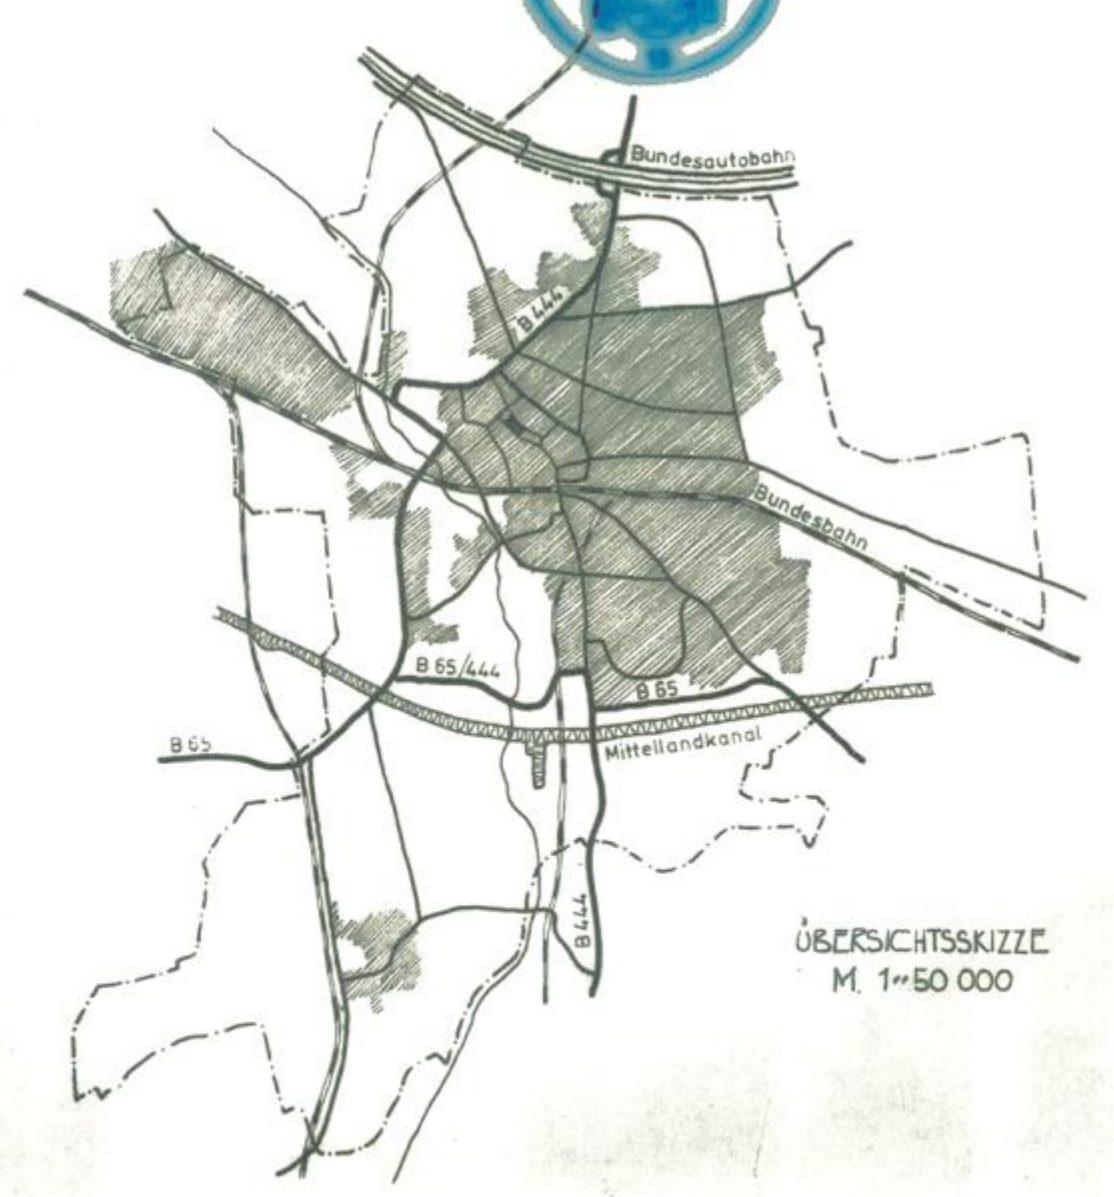 Bundesautobahn
B 444
Bundesbahn
B 65/444
B 65
Mittellandkanal
B 65
B 444
ÜBERSICHTSSKIZZE
M. 1:50 000